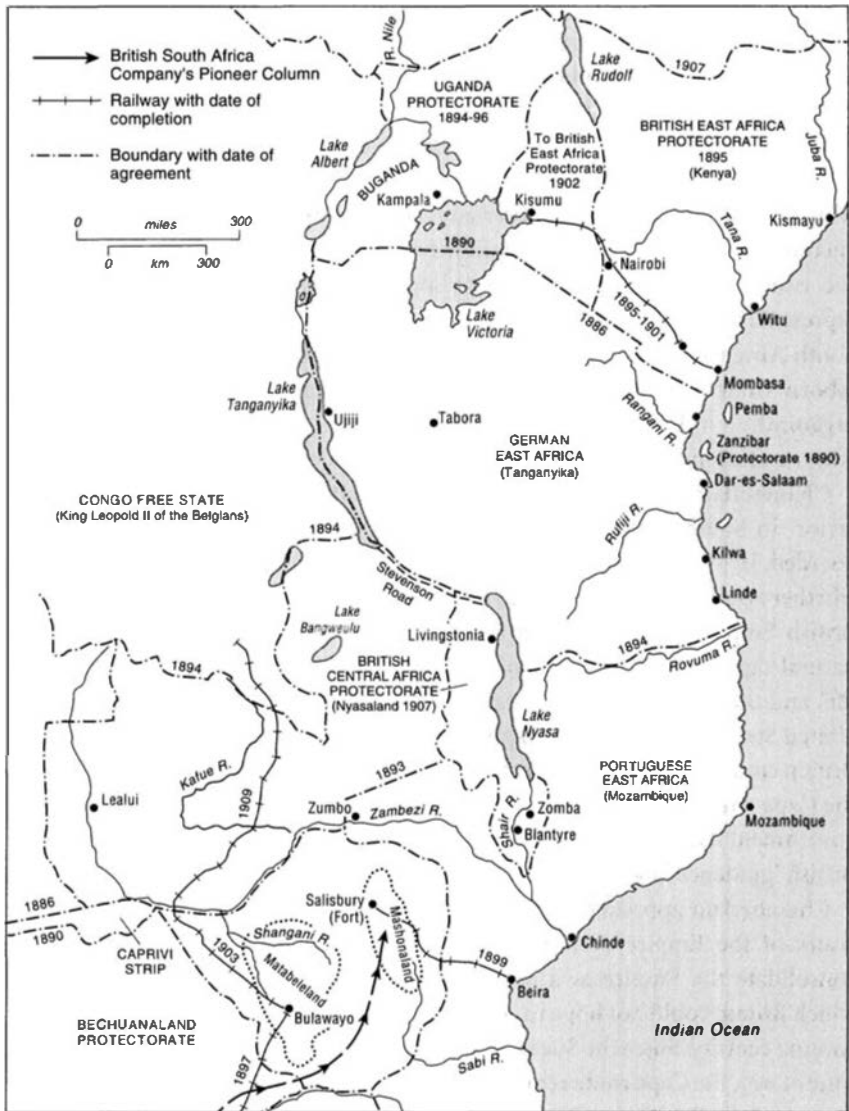 British South Africa
Company's Pioneer Column
Railway with date of
completion
Boundary with date of
agreement
0 miles 300
0 km 300
R. Nile
Lake
Rudolf
1907
UGANDA
PROTECTORATE
1894-96
To British
East Africa
Protectorate
1902
BRITISH EAST AFRICA
PROTECTORATE
1895
(Kenya)
Juba R.
Lake
Albert
BUGANDA
Kampala
Kisumu
Kismayu
Tana R.
1890
Nairobi
Lake
Victoria
1886
1895-1901
Witu
Mombasa
Lake
Tanganyika
Ujiji
Tabora
Rangani R.
Pemba
Zanzibar
(Protectorate 1890)
GERMAN
EAST AFRICA
(Tanganyika)
Dar-es-Salaam
CONGO FREE STATE
(King Leopold II of the Belgians}
Rufiji R.
1894
Kilwa
Stevenson
Road
Linde
Lake
Bangweulu
Livingstonia
1894
Rovuma R.
1894
BRITISH
CENTRAL AFRICA
PROTECTORATE
(Nyasaland 1907)
Lake
Nyasa
Kafue R.
1893
PORTUGUESE
EAST AFRICA
(Mozambique)
Lealui
1909
Zumbo
Zambezi R.
Shair R.
Zomba
Blantyre
Mozambique
1886
1890
Salisbury
(Fort)
Mashonaland
CAPRIVI
STRIP
1903
Shangani R.
Matabeleland
Chinde
1899
Beira
Bulawayo
BECHUANALAND
PROTECTORATE
Indian Ocean
1897
Sabi R.